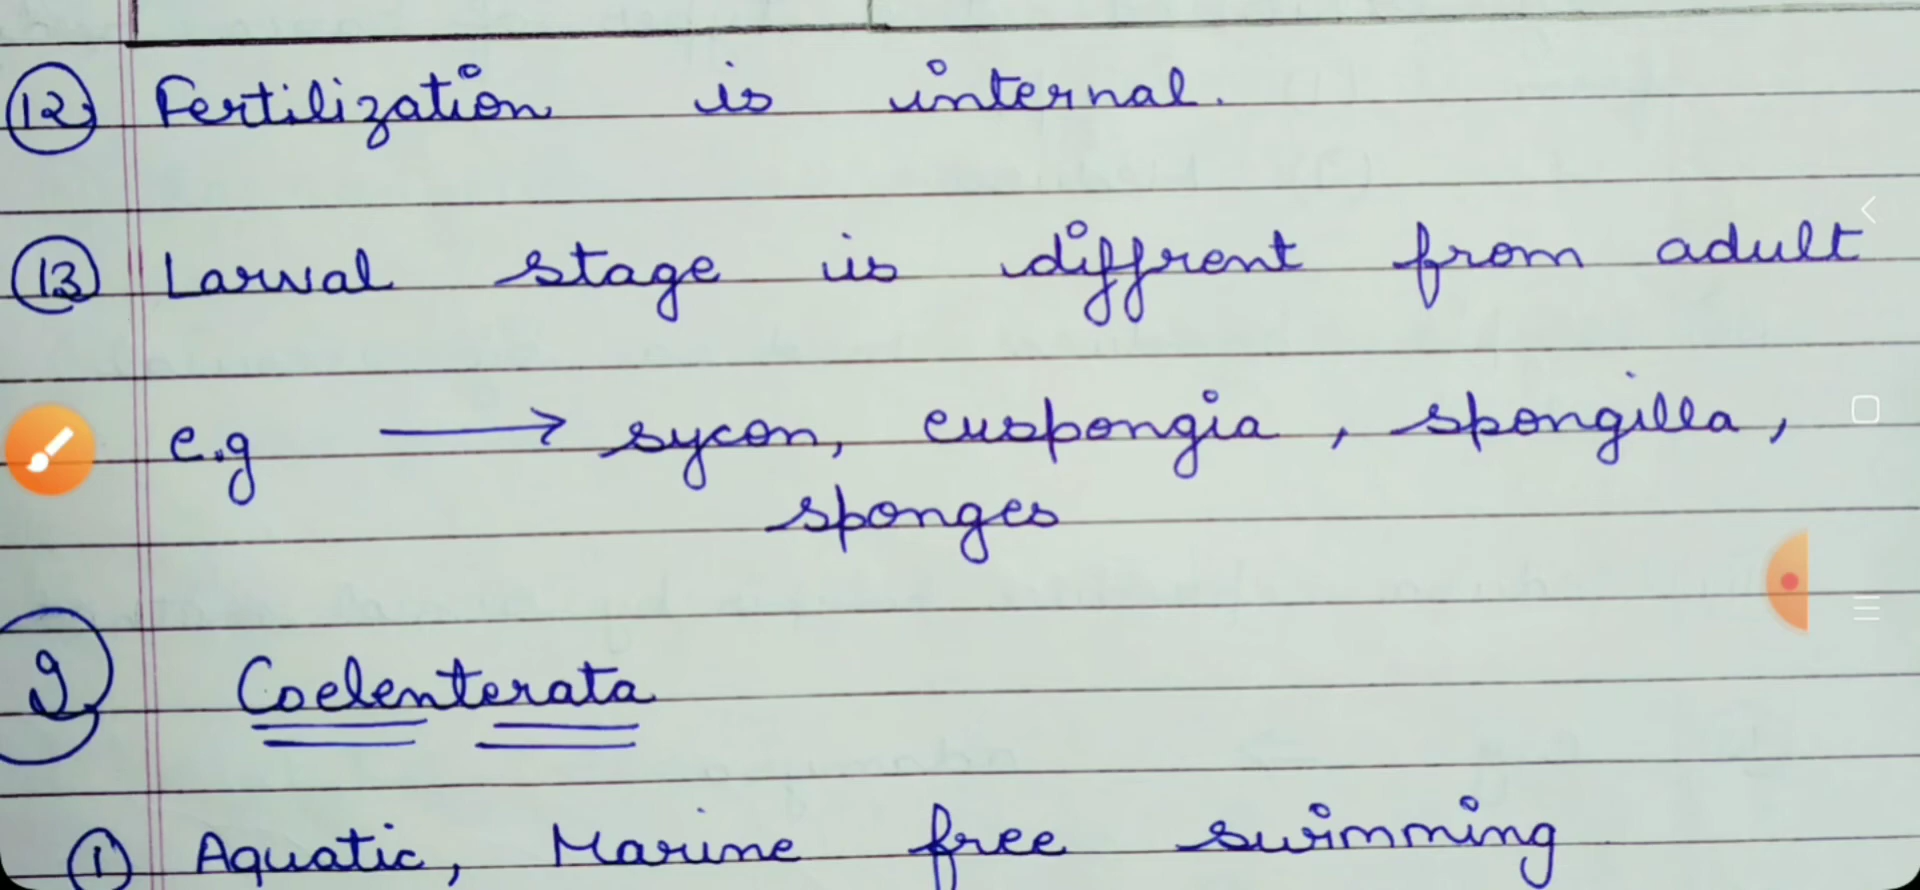 12 Fertilization is internal.
13 Larval stage is diffrent from adult
e.g → sycon, euspongia, spongilla,
sponges
2 Coelenterata
1 Aquatic, Marine free swimming